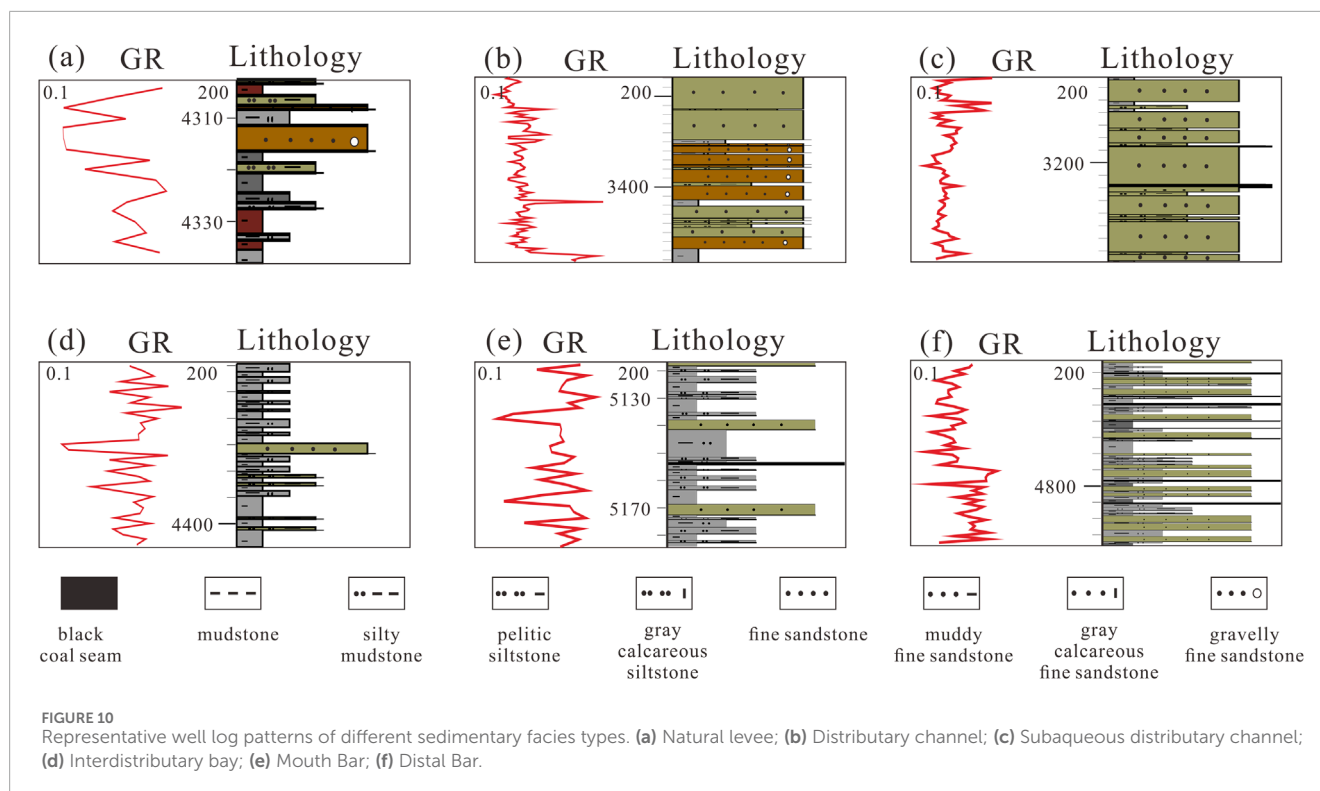 (a) GR Lithology
0.1 200
4310
4330
(b) GR Lithology
0.1 200
3400
(c) GR Lithology
0.1 200
3200
(d) GR Lithology
0.1 200
4400
(e) GR Lithology
0.1 200
5130
5170
(f) GR Lithology
0.1 200
4800
black
coal seam
mudstone
silty
mudstone
pelitic
siltstone
gray
calcareous
siltstone
fine sandstone
muddy
fine sandstone
gray
calcareous
fine sandstone
gravelly
fine sandstone
FIGURE 10
Representative well log patterns of different sedimentary facies types. (a) Natural levee; (b) Distributary channel; (c) Subaqueous distributary channel;
(d) Interdistributary bay; (e) Mouth Bar; (f) Distal Bar.